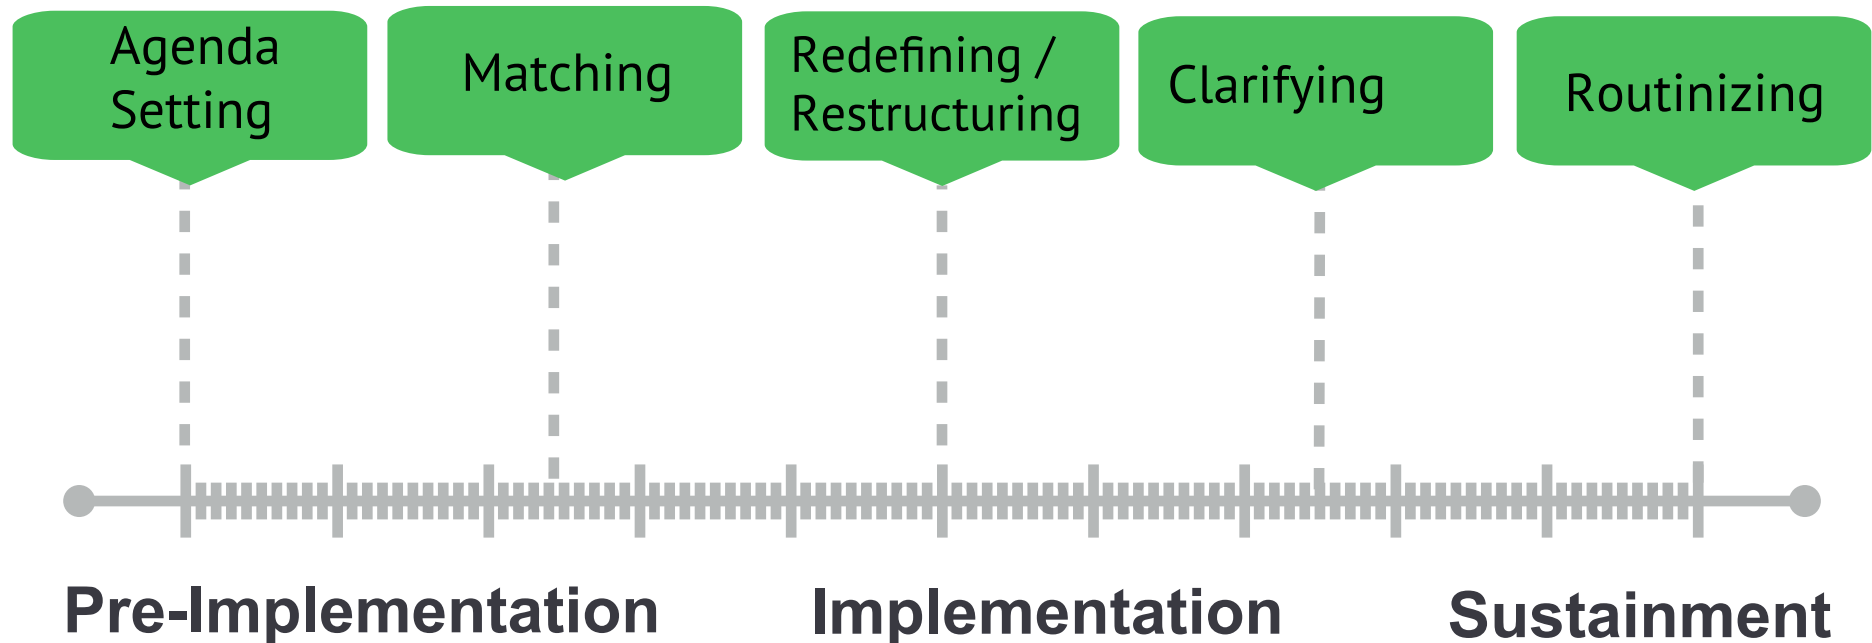 Agenda
Setting
Matching
Redefining /
Restructuring
Clarifying
Routinizing
Pre-Implementation
Implementation
Sustainment